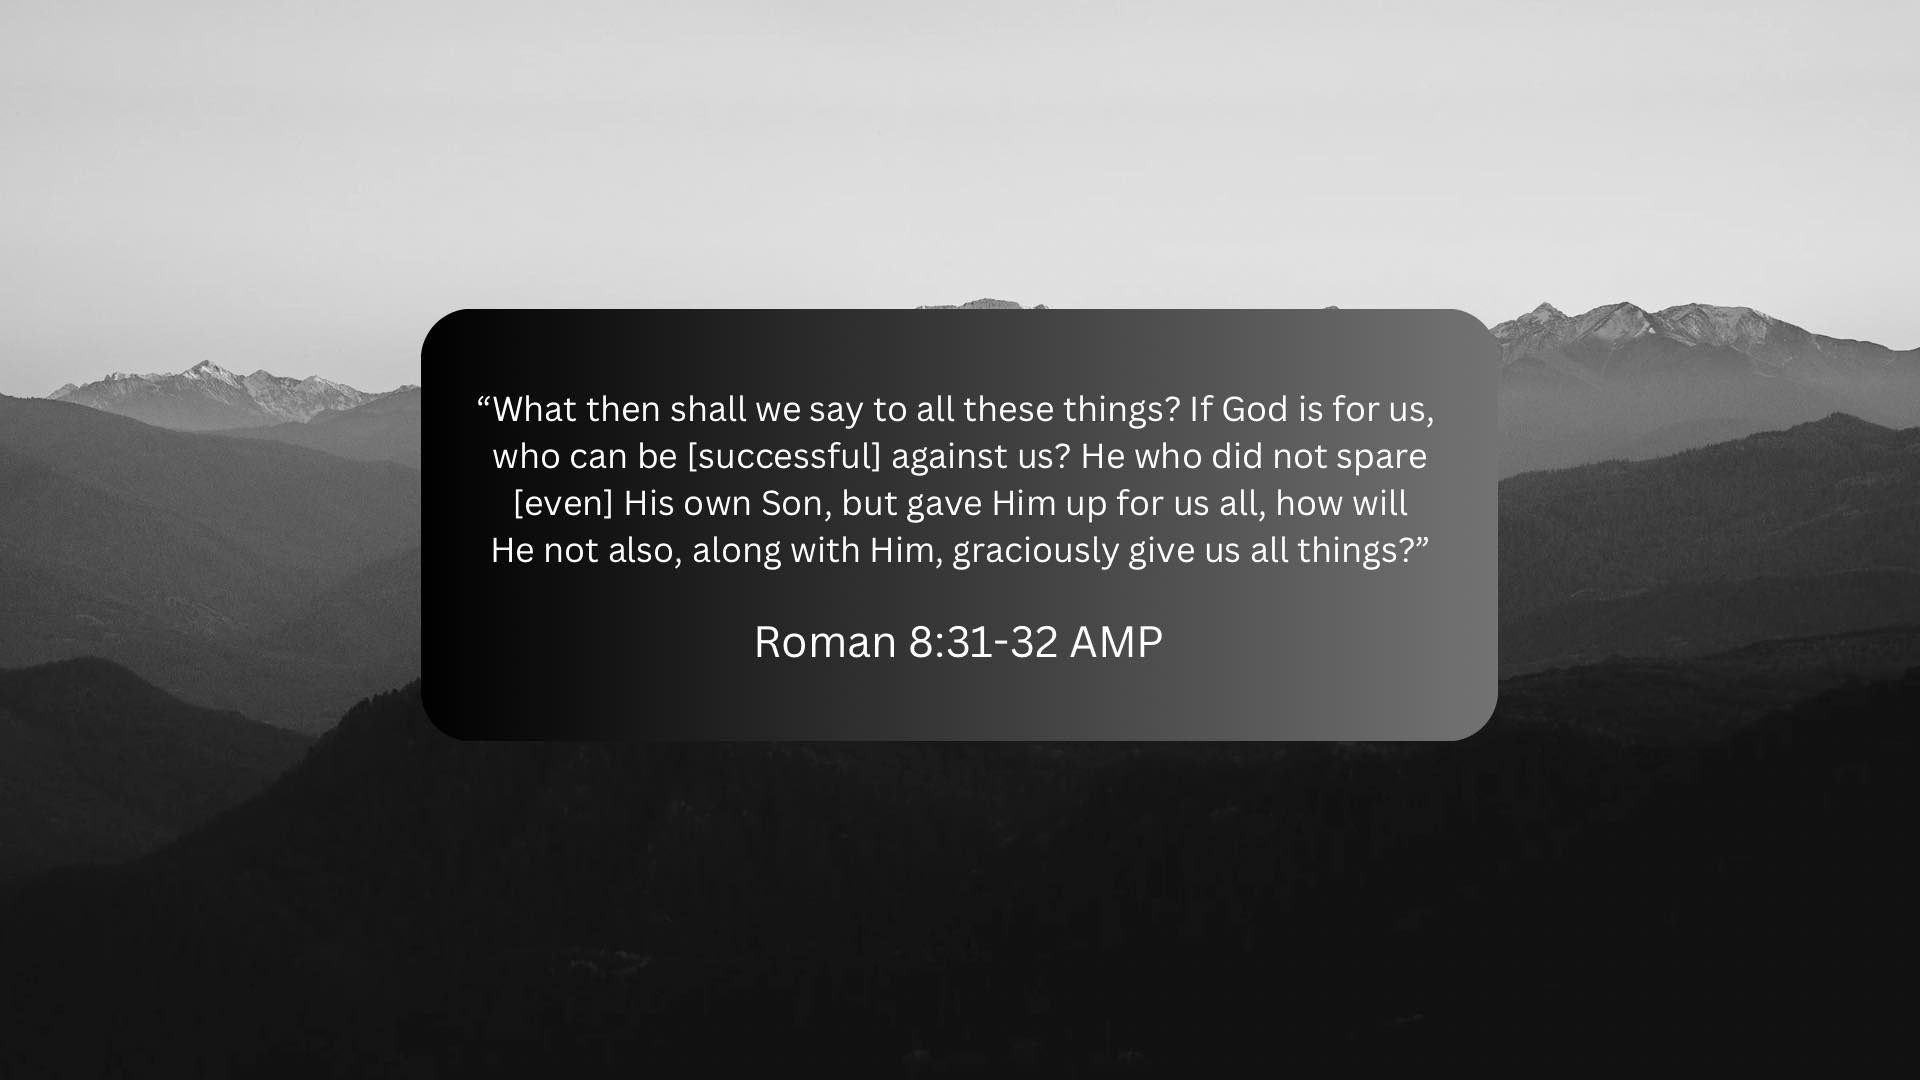 “What then shall we say to all these things? If God is for us,
who can be [successful] against us? He who did not spare
[even] His own Son, but gave Him up for us all, how will
He not also, along with Him, graciously give us all things?”
Roman 8:31-32 AMP